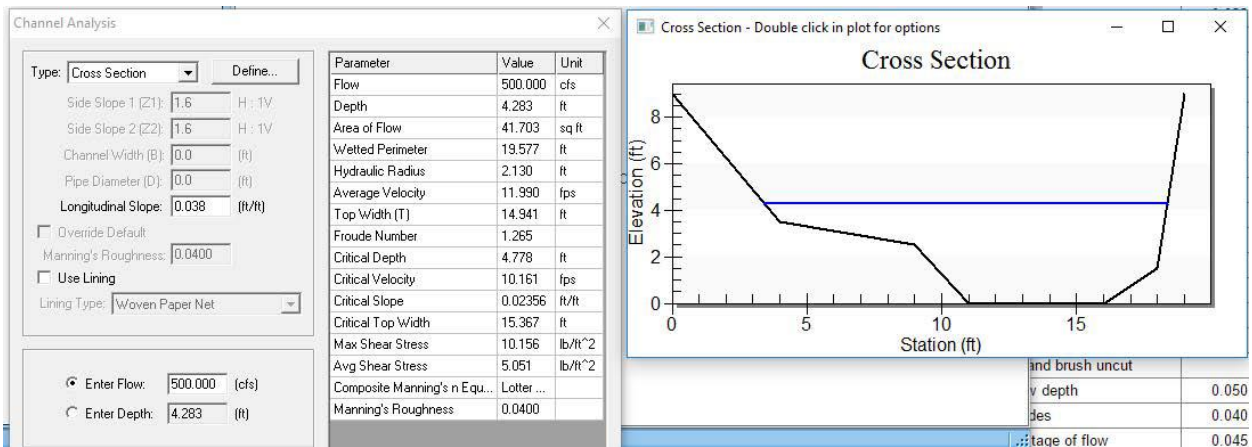 Channel Analysis
Type: Cross Section Define...
Side Slope 1 (Z1): 1.6 H : 1V
Side Slope 2 (Z2): 1.6 H : 1V
Channel Width (B): 0.0 (ft)
Pipe Diameter (D): 0.0 (ft)
Longitudinal Slope: 0.038 (ft/ft)
Override Default
Manning's Roughness: 0.0400
Use Lining
Lining Type: Woven Paper Net
Enter Flow: 500.000 (cfs)
Enter Depth: 4.283 (ft)
Parameter Value Unit
Flow 500.000 cfs
Depth 4.283 ft
Area of Flow 41.703 sq ft
Wetted Perimeter 19.577 ft
Hydraulic Radius 2.130 ft
Average Velocity 11.990 fps
Top Width (T) 14.941 ft
Froude Number 1.265
Critical Depth 4.778 ft
Critical Velocity 10.161 fps
Critical Slope 0.02356 ft/ft
Critical Top Width 15.367 ft
Max Shear Stress 10.156 lb/ft^2
Avg Shear Stress 5.051 lb/ft^2
Composite Manning's n Equ... Lotter ...
Manning's Roughness 0.0400
Cross Section - Double click in plot for options
Cross Section
Elevation (ft)
8
6
4
2
0
0 5 10 15
Station (ft)
and brush uncut
depth 0.050
des 0.040
tage of flow 0.045